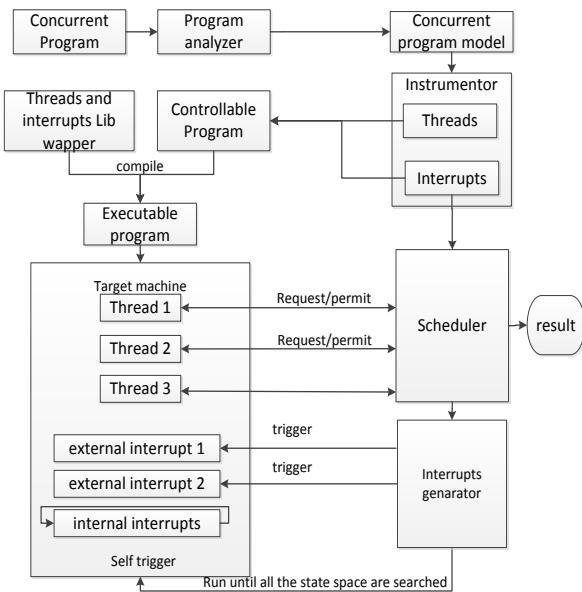 Concurrent
Program
Program
analyzer
Concurrent
program model
Instrumentor
Threads
Interrupts
Threads and
interrupts Lib
wapper
Controllable
Program
compile
Executable
program
Target machine
Thread 1
Request/permit
Thread 2
Request/permit
Thread 3
Scheduler
result
external interrupt 1
trigger
external interrupt 2
trigger
internal interrupts
Interrupts
genarator
Self trigger
Run until all the state space are searched